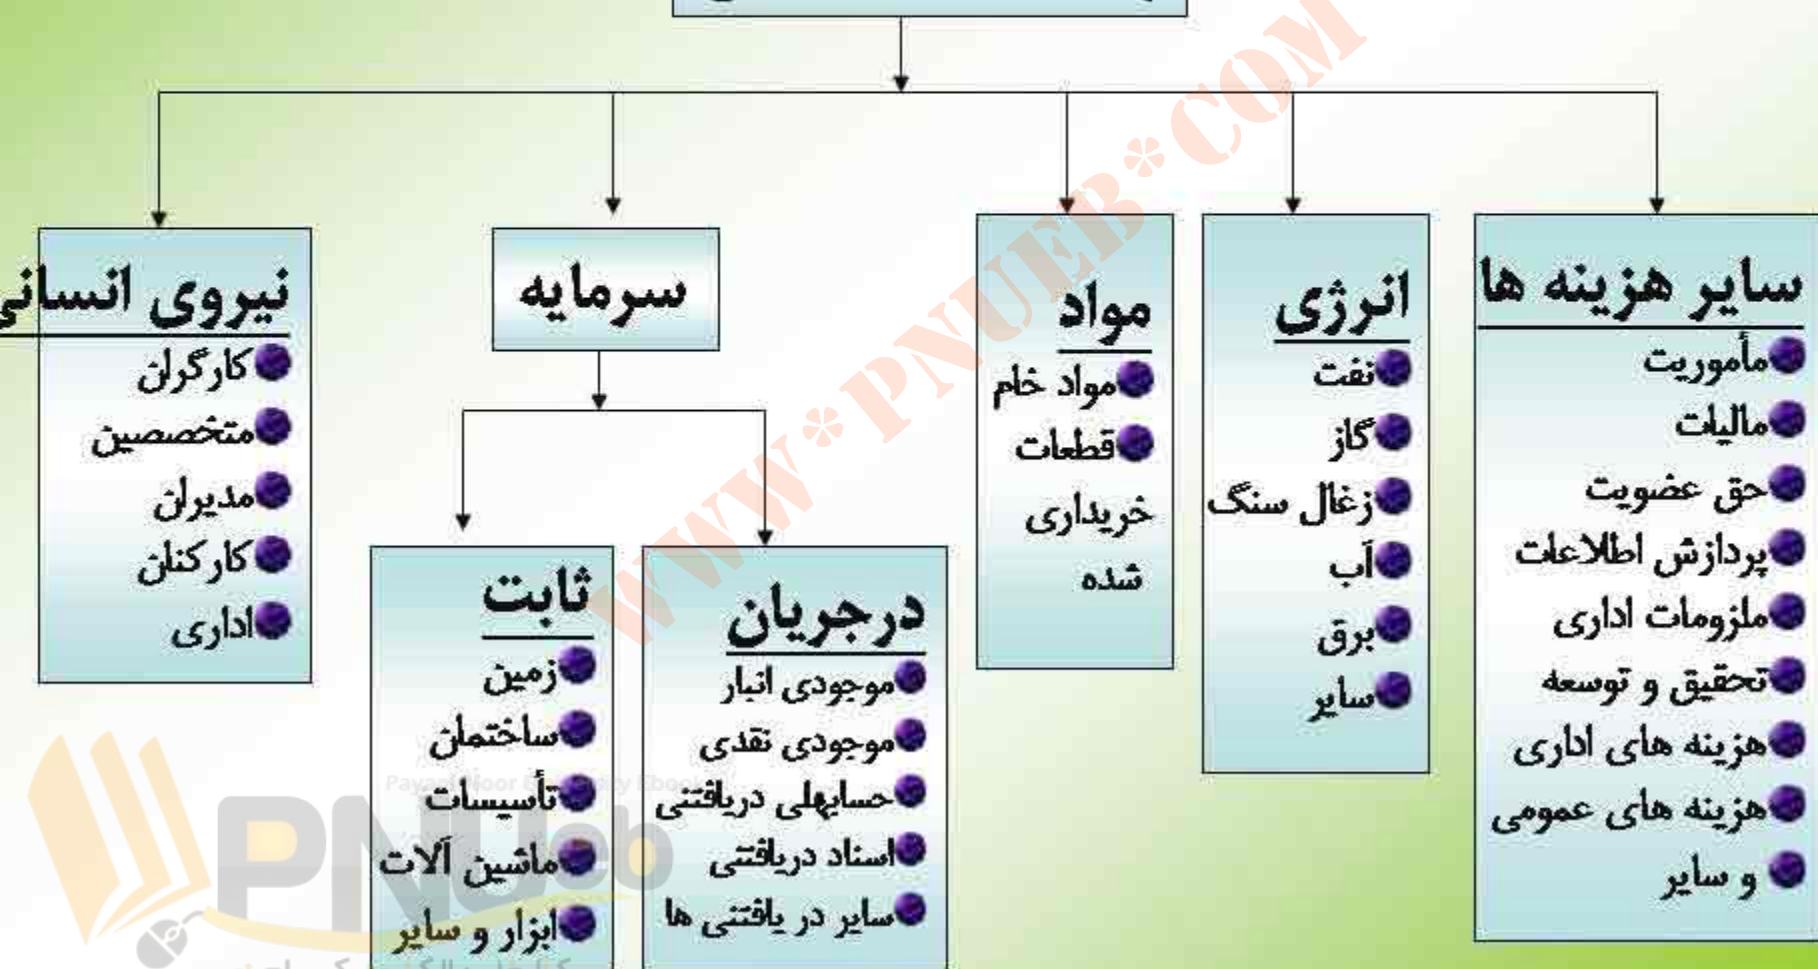 سایر هزینه ها
مأموریت
مالیات
حق عضویت
پردازش اطلاعات
ملزومات اداری
تحقیق و توسعه
هزینه های اداری
هزینه های عمومی
و سایر
انرژی
نفت
گاز
زغال سنگ
آب
برق
سایر
مواد
مواد خام
قطعات
خریداری
شده
سرمایه
درجریان
موجودی انبار
موجودی نقدی
حسابهای دریافتنی
اسناد دریافتنی
سایر در یافتنی ها
ثابت
زمین
ساختمان
تأسیسات
ماشین آلات
ابزار و سایر
نیروی انسانی
کارگران
متخصصین
مدیران
کارکنان
اداری
WWW*PNUEB*COM
PNUeb